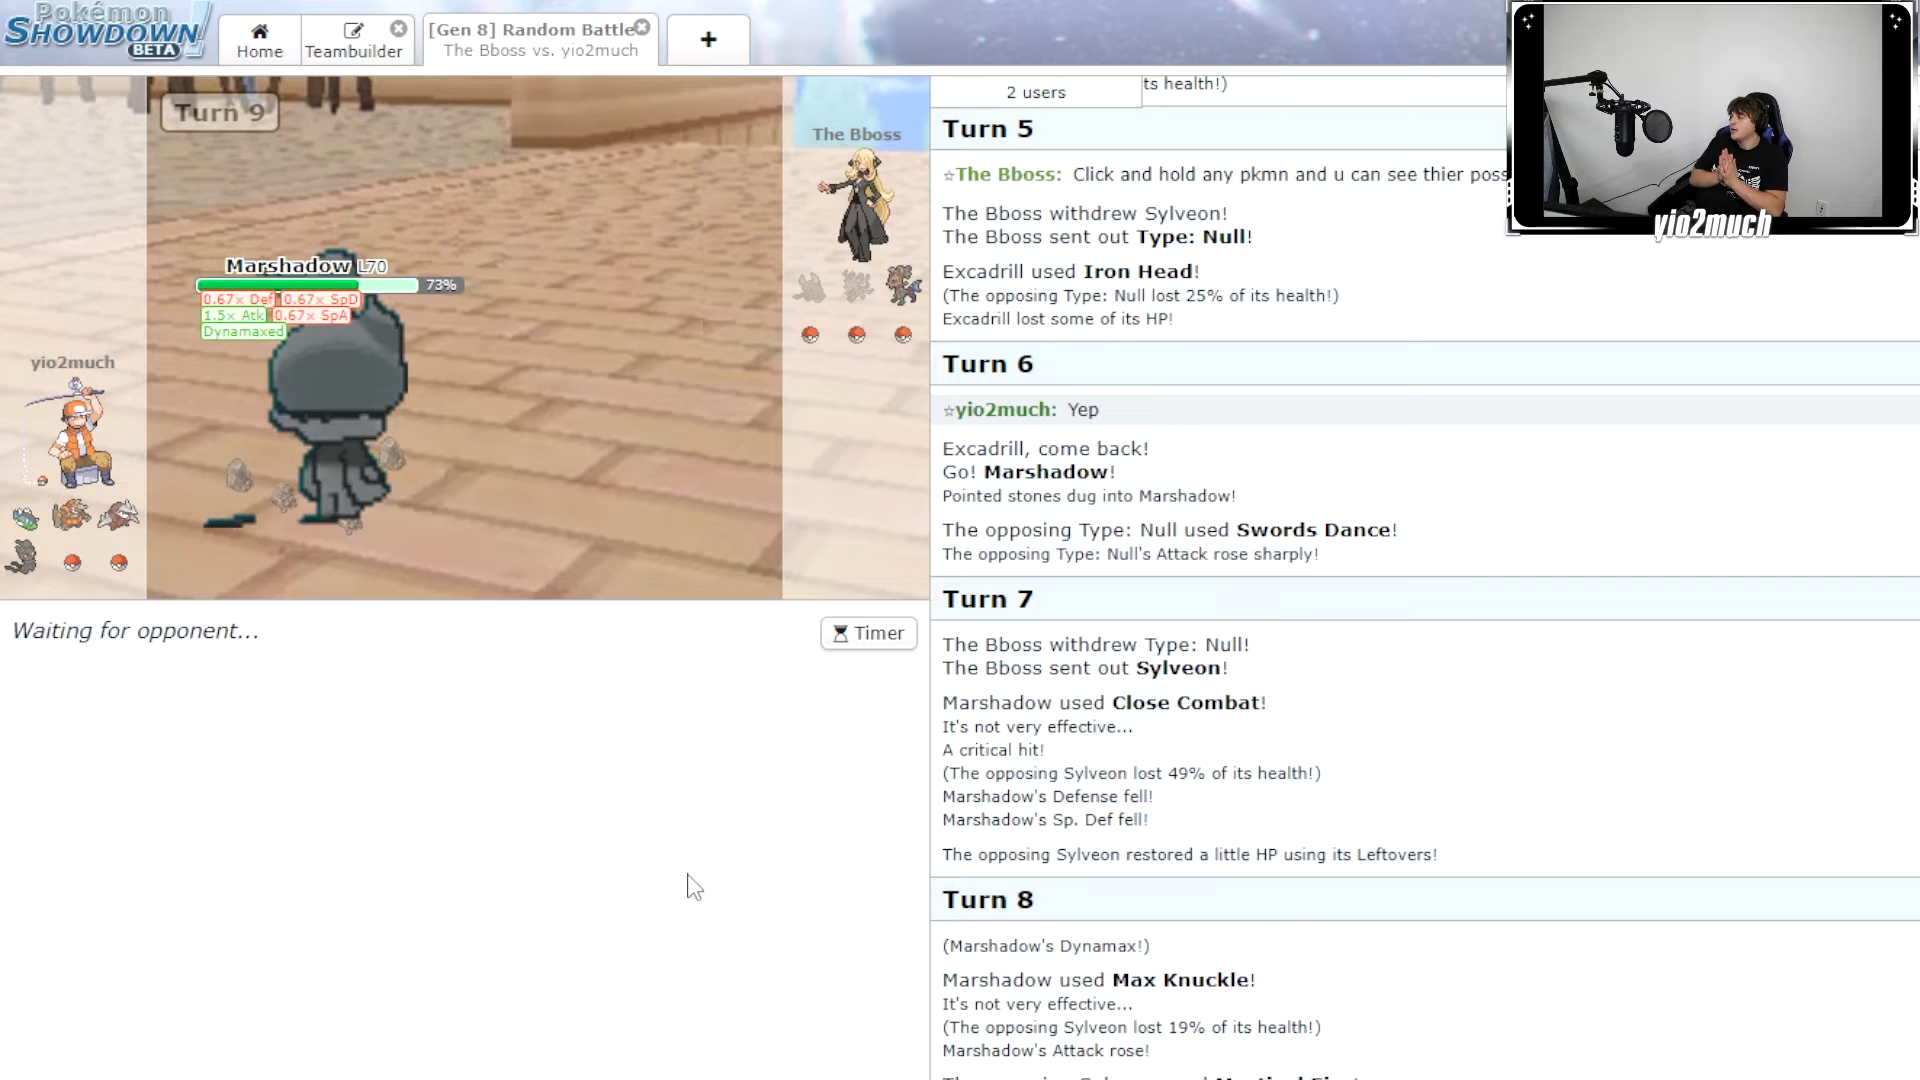 Pokémon
SHOWDOWN!
BETA
Home
Teambuilder
[Gen 8] Random Battle
The Bboss vs. yio2much
+
Turn 9
The Bboss
Marshadow L70
73%
0.67× Def 0.67× SpD
1.5× Atk 0.67× SpA
Dynamaxed
yio2much
Waiting for opponent...
Timer
2 users
ts health!)
Turn 5
☆The Bboss: Click and hold any pkmn and u can see thier poss
The Bboss withdrew Sylveon!
The Bboss sent out Type: Null!
Excadrill used Iron Head!
(The opposing Type: Null lost 25% of its health!)
Excadrill lost some of its HP!
Turn 6
☆yio2much: Yep
Excadrill, come back!
Go! Marshadow!
Pointed stones dug into Marshadow!
The opposing Type: Null used Swords Dance!
The opposing Type: Null's Attack rose sharply!
Turn 7
The Bboss withdrew Type: Null!
The Bboss sent out Sylveon!
Marshadow used Close Combat!
It's not very effective...
A critical hit!
(The opposing Sylveon lost 49% of its health!)
Marshadow's Defense fell!
Marshadow's Sp. Def fell!
The opposing Sylveon restored a little HP using its Leftovers!
Turn 8
(Marshadow's Dynamax!)
Marshadow used Max Knuckle!
It's not very effective...
(The opposing Sylveon lost 19% of its health!)
Marshadow's Attack rose!
yio2much